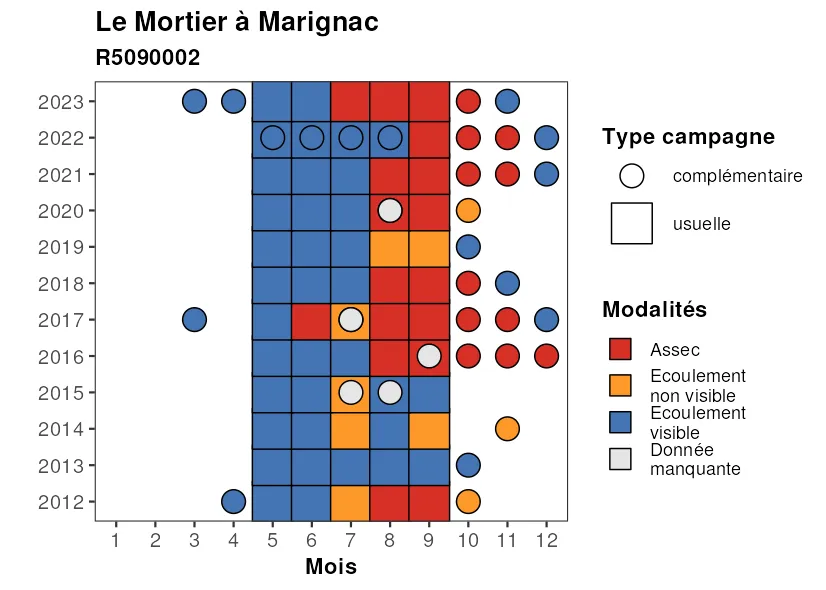 Le Mortier à Marignac
R5090002
2023
2022
2021
2020
2019
2018
2017
2016
2015
2014
2013
2012
1 2 3 4 5 6 7 8 9 10 11 12
Mois
Type campagne
complémentaire
usuelle
Modalités
Assec
Ecoulement
non visible
Ecoulement
visible
Donnée
manquante